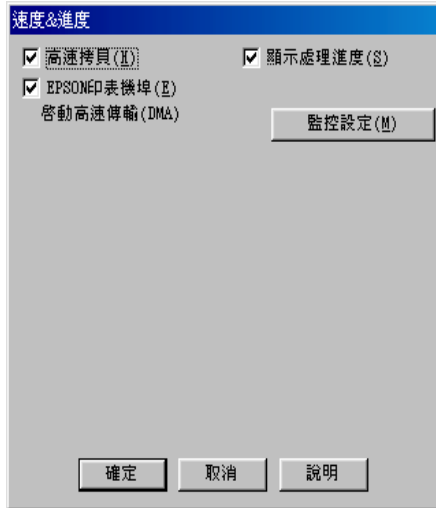 速度&進度
高速拷貝(H)
顯示處理進度(S)
EPSON印表機埠(E)
啓動高速傳輸(DMA)
監控設定(M)
確定
取消
說明